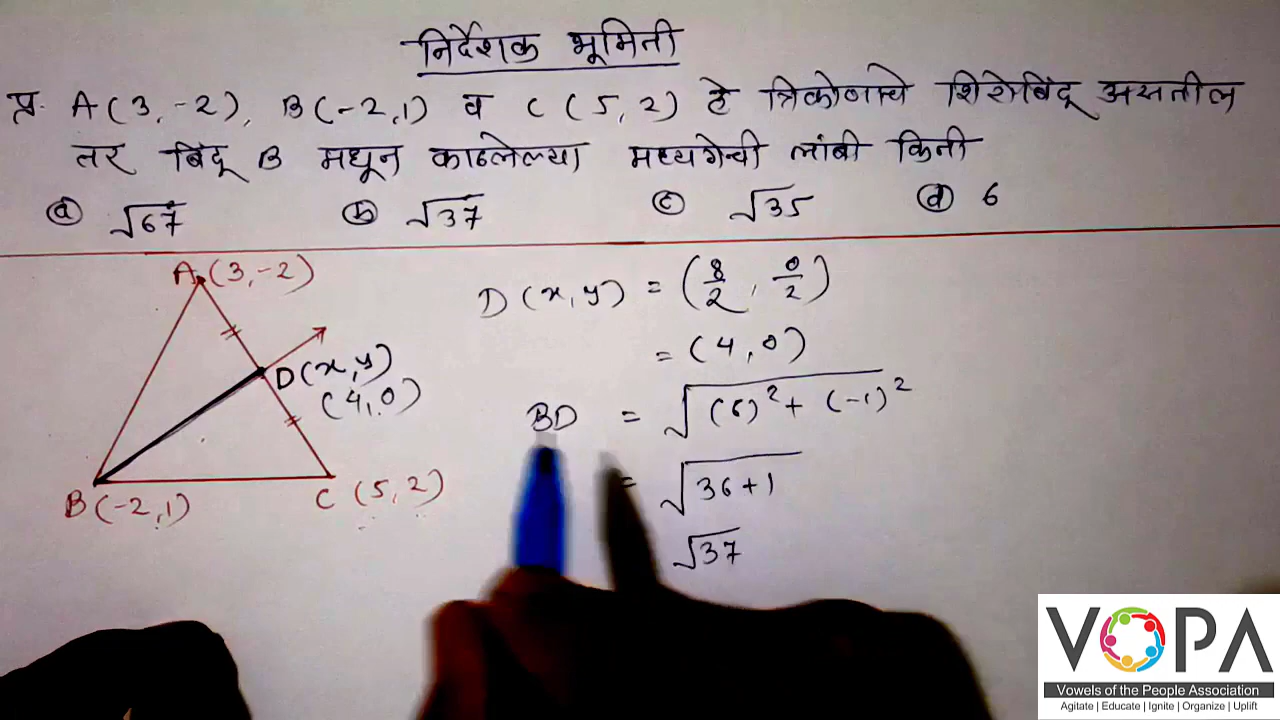 निर्देशक भूमिती
प्र. A(3,-2), B(-2,1) व C(5,2) हे त्रिकोणाचे शिरोबिंदू असतील
तर बिंदू B मधून काढलेल्या मध्यगेची लांबी किती
ⓐ √67 ⓑ √37 ⓒ √35 ⓓ 6
A(3,-2)
D(x,y)
(4,0)
B(-2,1)
C(5,2)
D(x,y) = (8/2, 0/2)
= (4,0)
BD = √(6)²+(-1)²
= √36+1
√37
VOPA
Vowels of the People Association
Agitate | Educate | Ignite | Organize | Uplift